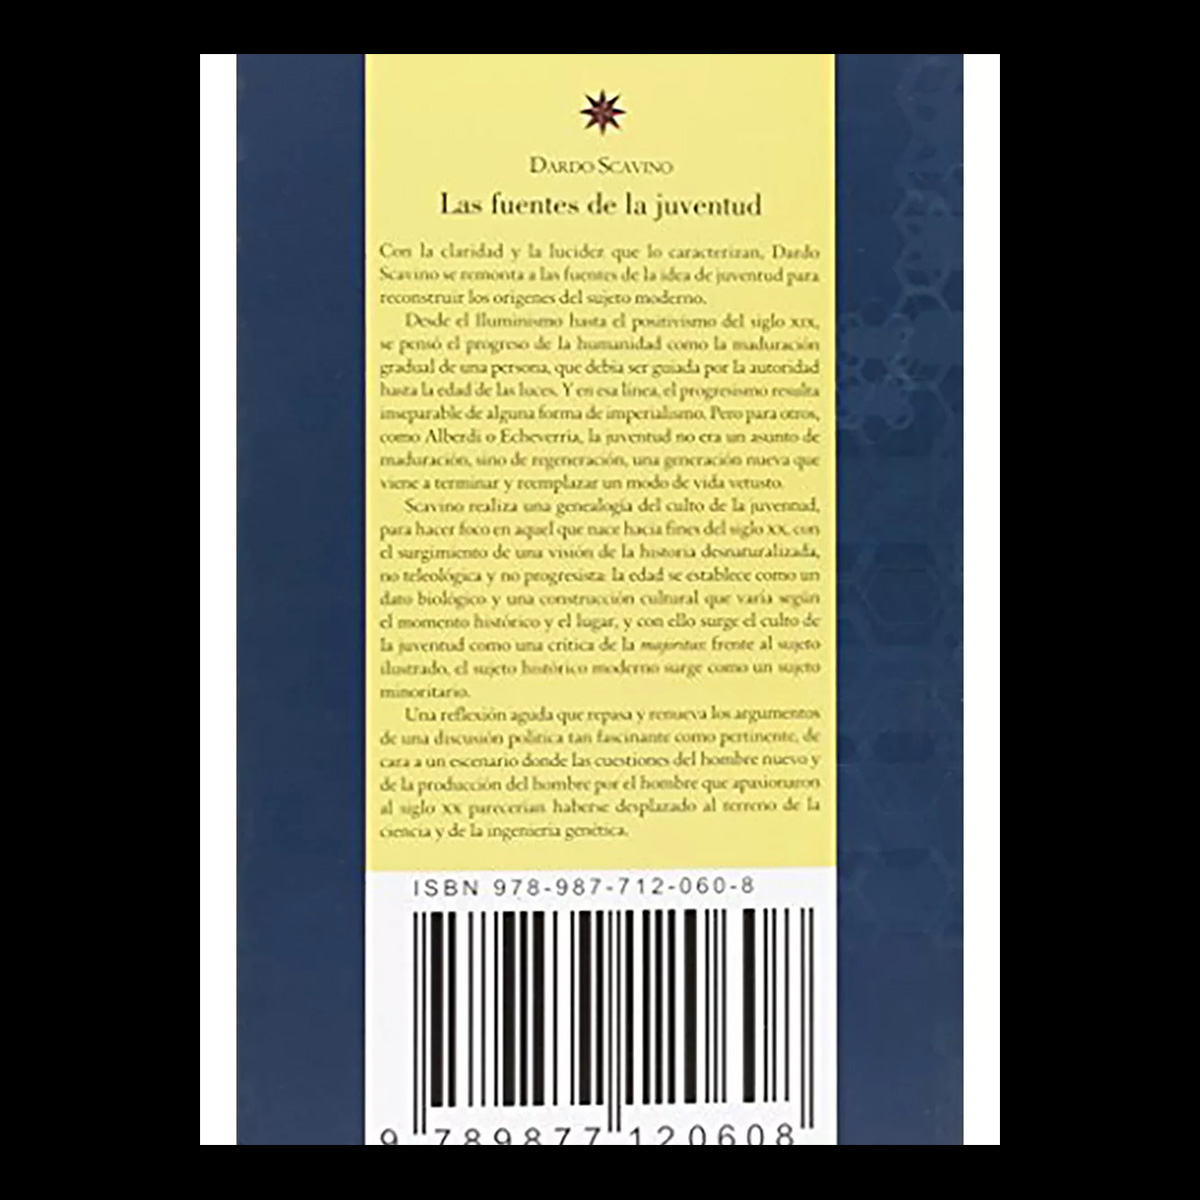 DARDO SCAVINO
Las fuentes de la juventud
Con la claridad y la lucidez que lo caracterizan, Dardo
Scavino se remonta a las fuentes de la idea de juventud para
reconstruir los orígenes del sujeto moderno.
Desde el Iluminismo hasta el positivismo del siglo XIX,
se pensó el progreso de la humanidad como la maduración
gradual de una persona, que debía ser guiada por la autoridad
hasta la edad de las luces. Y en esa línea, el progresismo resulta
inseparable de alguna forma de imperialismo. Pero para otros,
como Alberdi o Echeverría, la juventud no era un asunto de
maduración, sino de regeneración, una generación nueva que
viene a terminar y reemplazar un modo de vida vetusto.
Scavino realiza una genealogía del culto de la juventud,
para hacer foco en aquel que nace hacia fines del siglo XX, con
el surgimiento de una visión de la historia desnaturalizada,
no teleológica y no progresista: la edad se establece como un
dato biológico y una construcción cultural que varía según
el momento histórico y el lugar, y con ello surge el culto de
la juventud como una crítica de la majoritas: frente al sujeto
ilustrado, el sujeto histórico moderno surge como un sujeto
minoritario.
Una reflexión aguda que repasa y renueva los argumentos
de una discusión política tan fascinante como pertinente, de
cara a un escenario donde las cuestiones del hombre nuevo y
de la producción del hombre por el hombre que apasionaron
al siglo XX parecerían haberse desplazado al terreno de la
ciencia y de la ingeniería genética.
ISBN 978-987-712-060-8
9 789877 120608